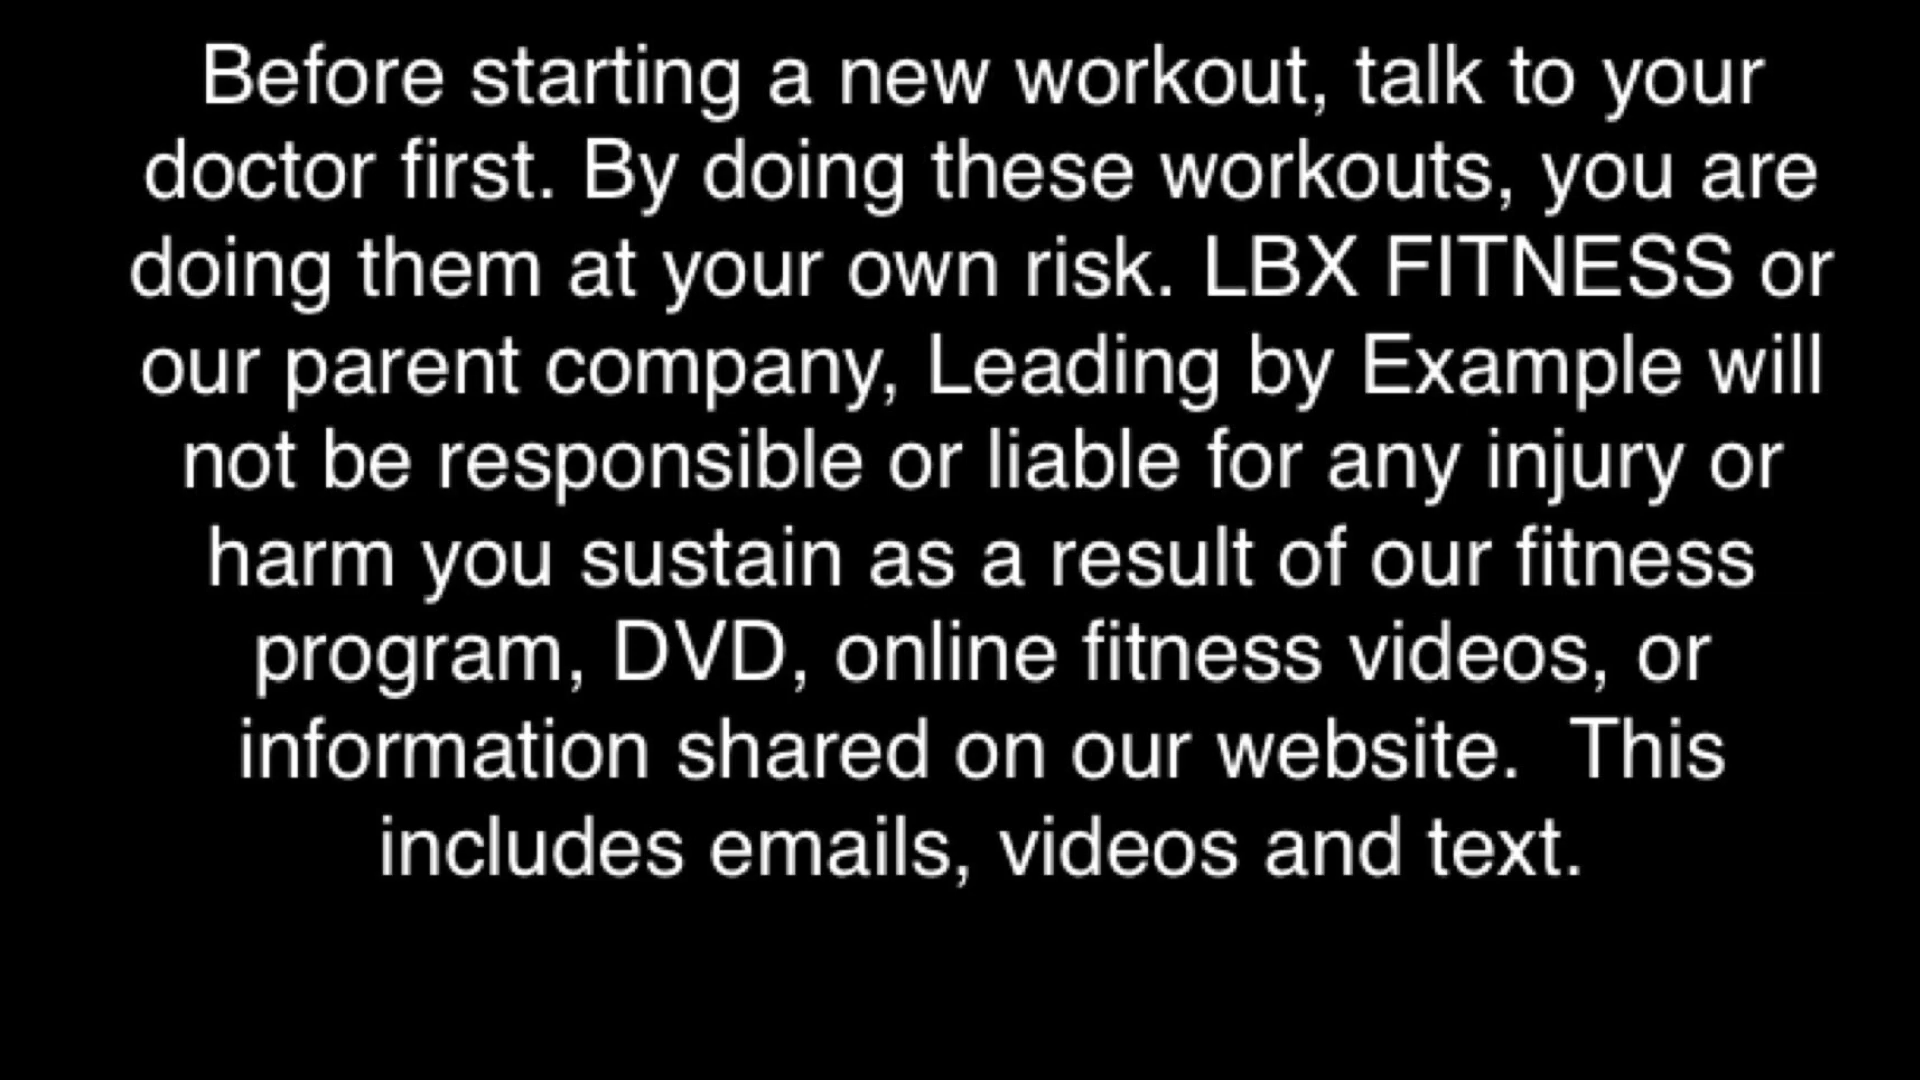 Before starting a new workout, talk to your
doctor first. By doing these workouts, you are
doing them at your own risk. LBX FITNESS or
our parent company, Leading by Example will
not be responsible or liable for any injury or
harm you sustain as a result of our fitness
program, DVD, online fitness videos, or
information shared on our website.  This
includes emails, videos and text.